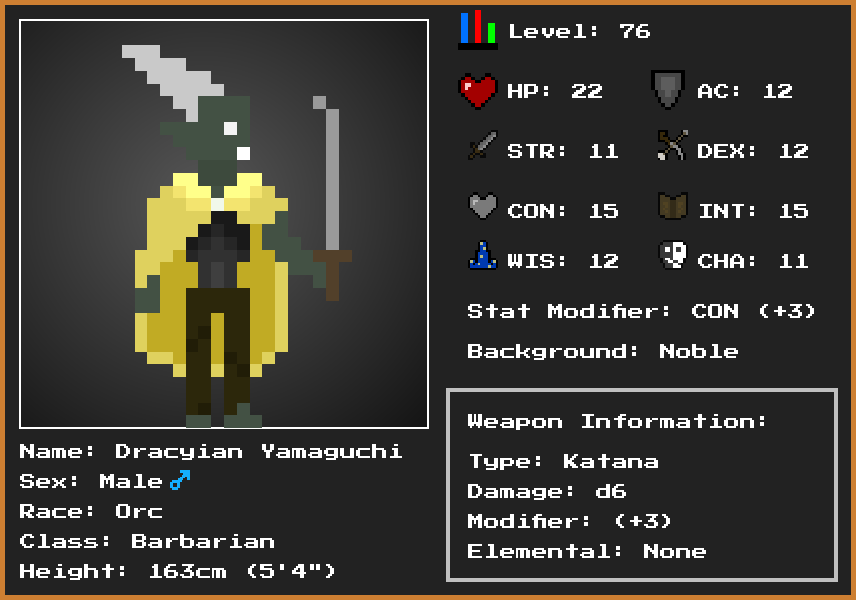 Level: 76
HP: 22 AC: 12
STR: 11 DEX: 12
CON: 15 INT: 15
WIS: 12 CHA: 11
Stat Modifier: CON (+3)
Background: Noble
Weapon Information:
Type: Katana
Damage: d6
Modifier: (+3)
Elemental: None
Name: Dracyian Yamaguchi
Sex: Male♂
Race: Orc
Class: Barbarian
Height: 163cm (5'4")